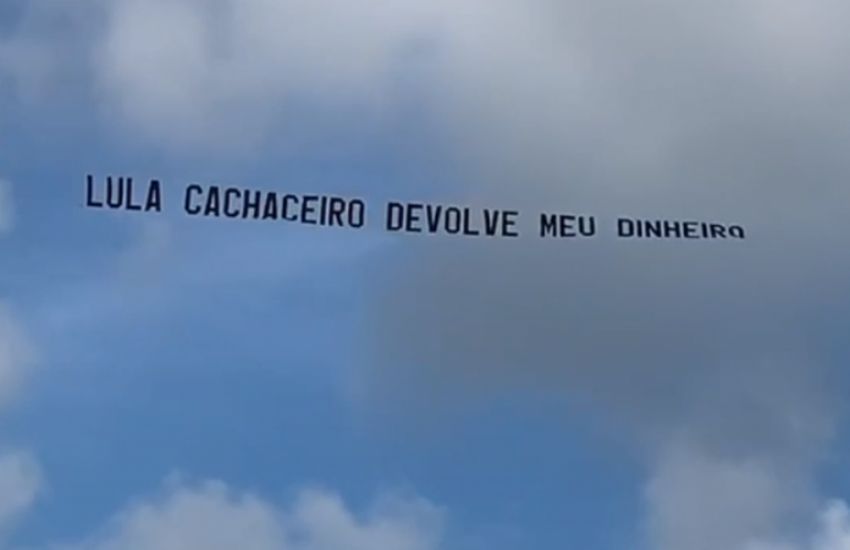 LULA CACHACEIRO DEVOLVE MEU DINHEIRO